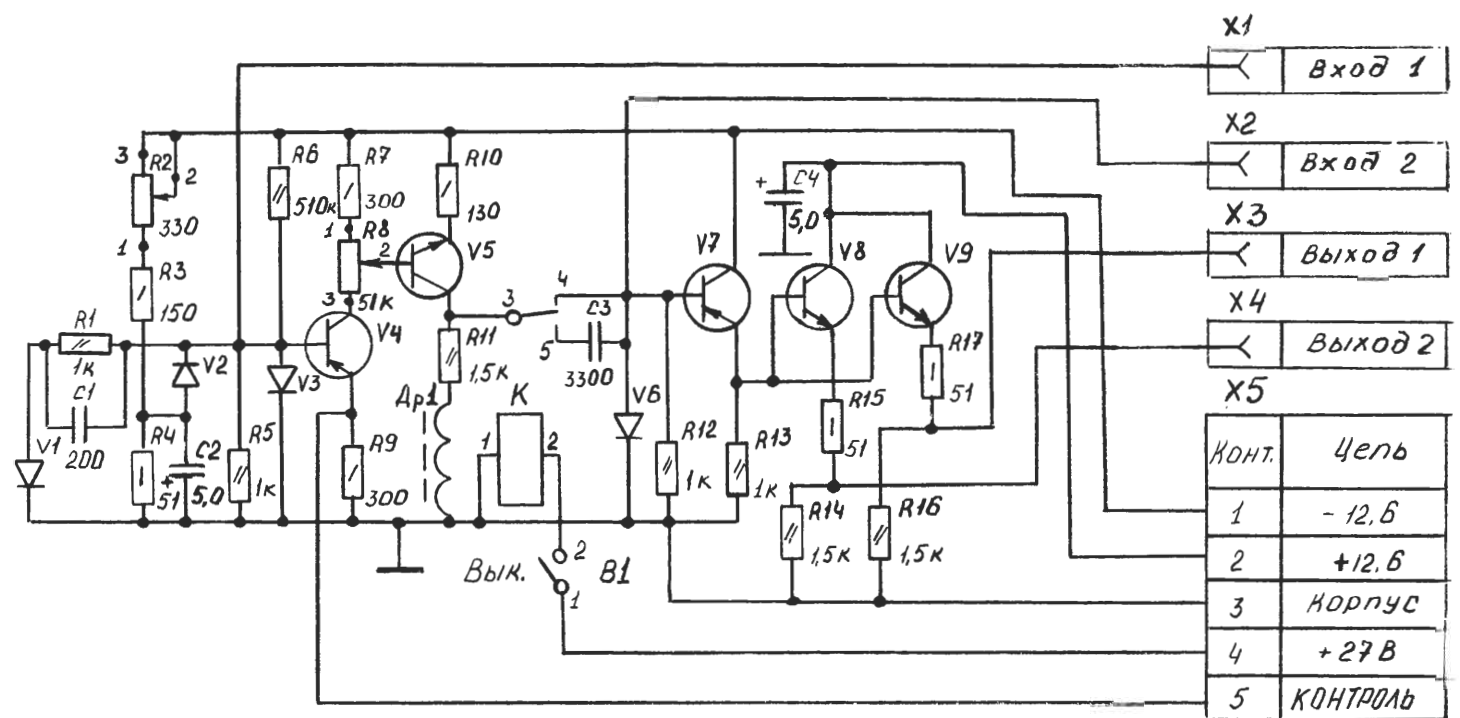 X1
Вход 1
X2
Вход 2
X3
Выход 1
X4
Выход 2
X5
Конт. Цепь
1 -12,6
2 +12,6
3 Корпус
4 +27В
5 КОНТРОЛЬ
3 R2 2
330
1
R3
150
R1
1к
C1
200
V1
V2
R4
51
C2
+
5,0
R5
1к
R6
510к
V3
R7
300
1 R8
2
3 51к
V4
R9
300
R10
130
V5
R11
1,5к
Др1
3
4
5
C3
3300
К
1 2
Вык.
2
В1
1
V6
R12
1к
V7
R13
1к
+
C4
5,0
V8
V9
R15
51
R17
51
R14
1,5к
R16
1,5к